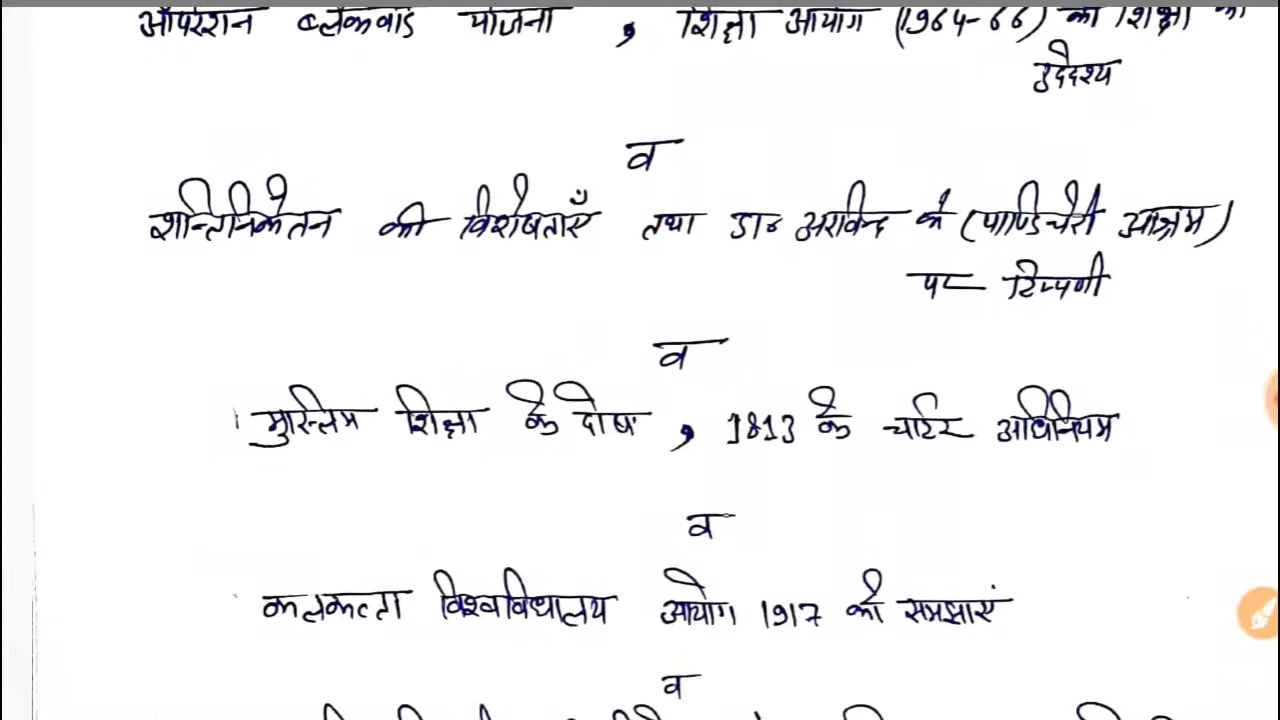 ऑपरेशन ब्लैकबोर्ड योजना , शिक्षा आयोग (1964-66) का शिक्षा का
उद्देश्य
व
शान्तिनिकेतन की विशेषताएँ तथा डा० अरविन्द के (पाण्डिचेरी आश्रम)
पर टिप्पणी
व
मुस्लिम शिक्षा के दोष , 1813 के चार्टर अधिनियम
व
कलकत्ता विश्वविद्यालय आयोग 1917 की
व